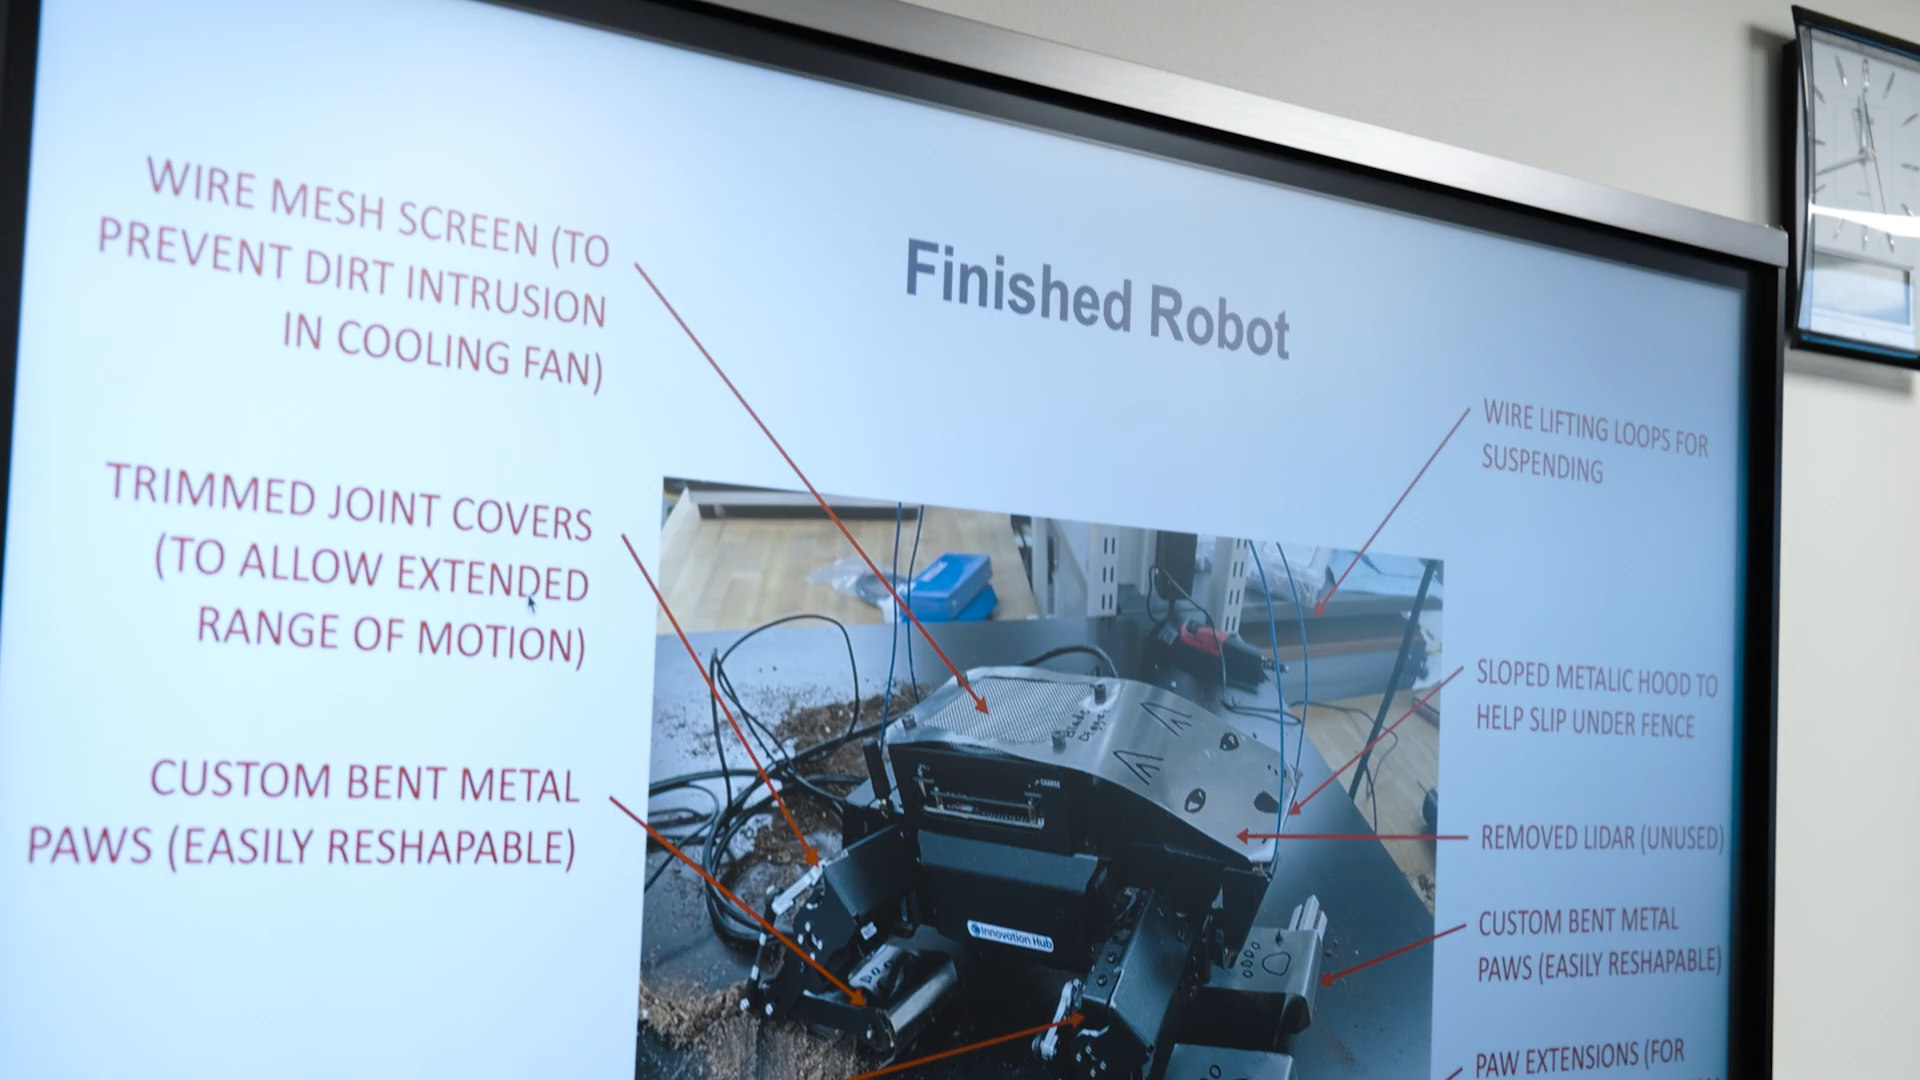 Finished Robot
WIRE MESH SCREEN (TO
PREVENT DIRT INTRUSION
IN COOLING FAN)
TRIMMED JOINT COVERS
(TO ALLOW EXTENDED
RANGE OF MOTION)
CUSTOM BENT METAL
PAWS (EASILY RESHAPABLE)
WIRE LIFTING LOOPS FOR
SUSPENDING
SLOPED METALIC HOOD TO
HELP SLIP UNDER FENCE
REMOVED LIDAR (UNUSED)
CUSTOM BENT METAL
PAWS (EASILY RESHAPABLE)
PAW EXTENSIONS (FOR
CHARGE
Innovation Hub